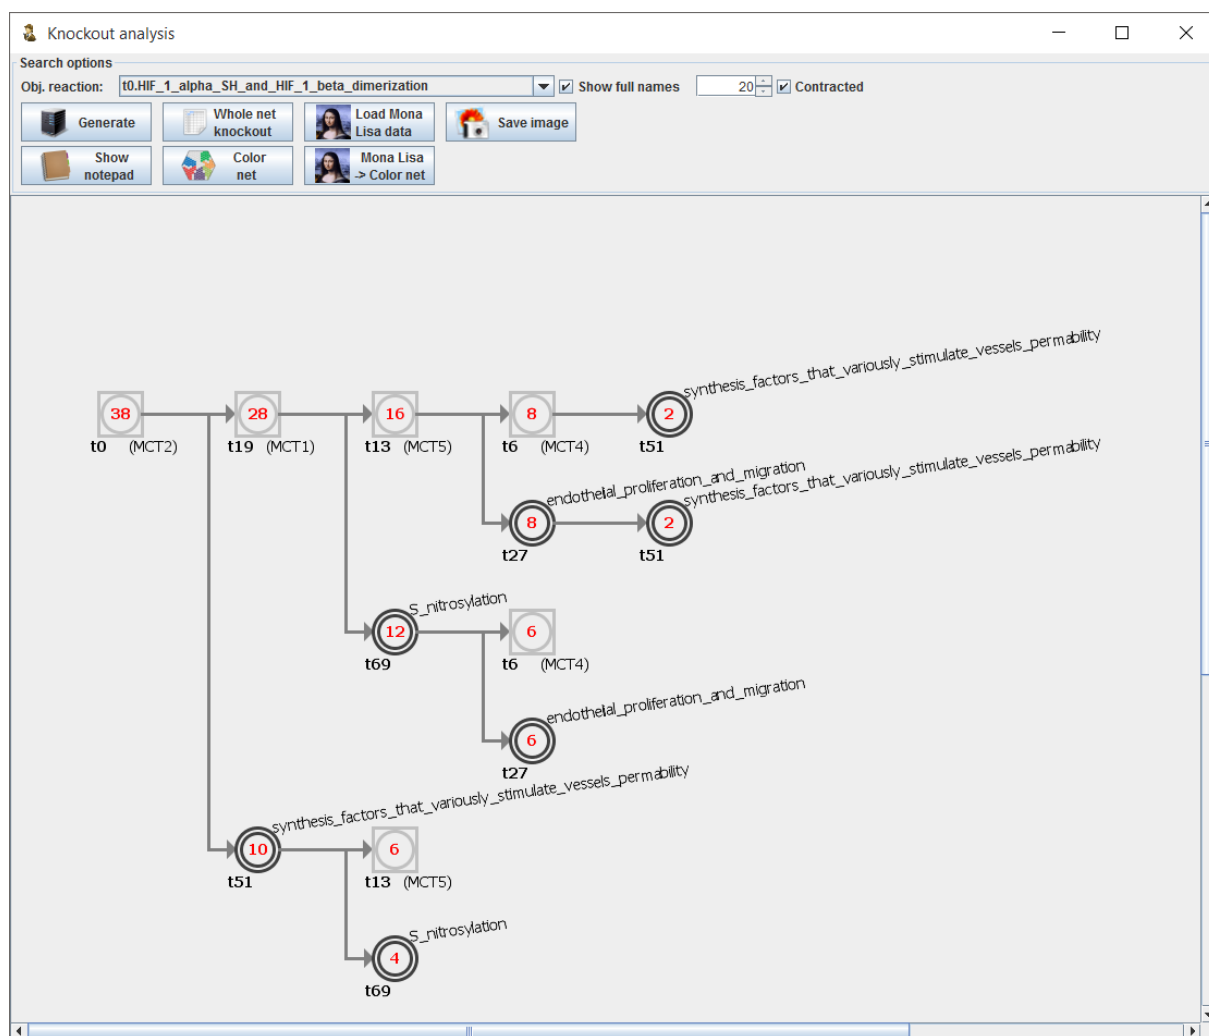 Knockout analysis
Search options
Obj. reaction: t0.HIF_1_alpha_SH_and_HIF_1_beta_dimerization Show full names 20 Contracted
Generate
Whole net
knockout
Load Mona
Lisa data
Save image
Show
notepad
Color
net
Mona Lisa
-> Color net
synthesis_factors_that_variously_stimulate_vessels_permability
38 28 16 8 2
t0 (MCT2) t19 (MCT1) t13 (MCT5) t6 (MCT4) t51
endothelial_proliferation_and_migration
synthesis_factors_that_variously_stimulate_vessels_permability
8 2
t27 t51
S_nitrosylation
12 6
t69 t6 (MCT4)
endothelial_proliferation_and_migration
6
t27
synthesis_factors_that_variously_stimulate_vessels_permability
10 6
t51 t13 (MCT5)
S_nitrosylation
4
t69